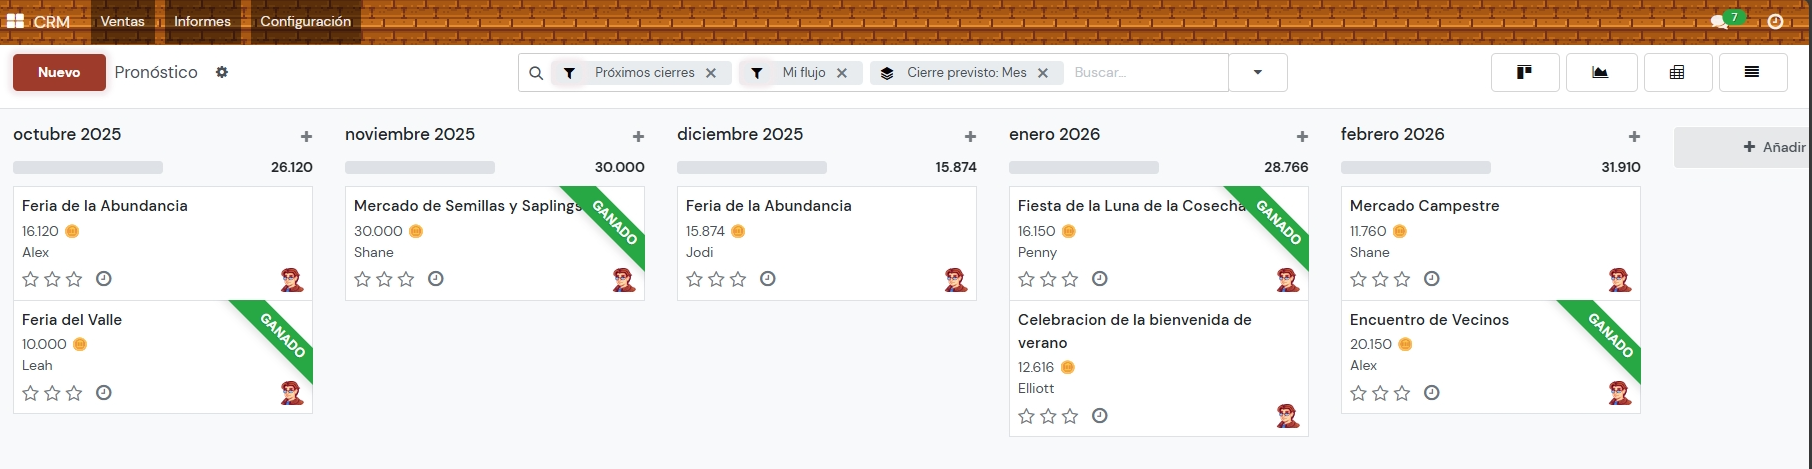 CRM Ventas Informes Configuración 7
Nuevo Pronóstico Próximos cierres Mi flujo Cierre previsto: Mes Buscar...
octubre 2025
26.120
Feria de la Abundancia
16.120
Alex
Feria del Valle
10.000
Leah
GANADO
noviembre 2025
30.000
Mercado de Semillas y Saplings
30.000
Shane
GANADO
diciembre 2025
15.874
Feria de la Abundancia
15.874
Jodi
enero 2026
28.766
Fiesta de la Luna de la Cosecha
16.150
Penny
GANADO
Celebracion de la bienvenida de
verano
12.616
Elliott
febrero 2026
31.910
Mercado Campestre
11.760
Shane
Encuentro de Vecinos
20.150
Alex
GANADO
Añadir